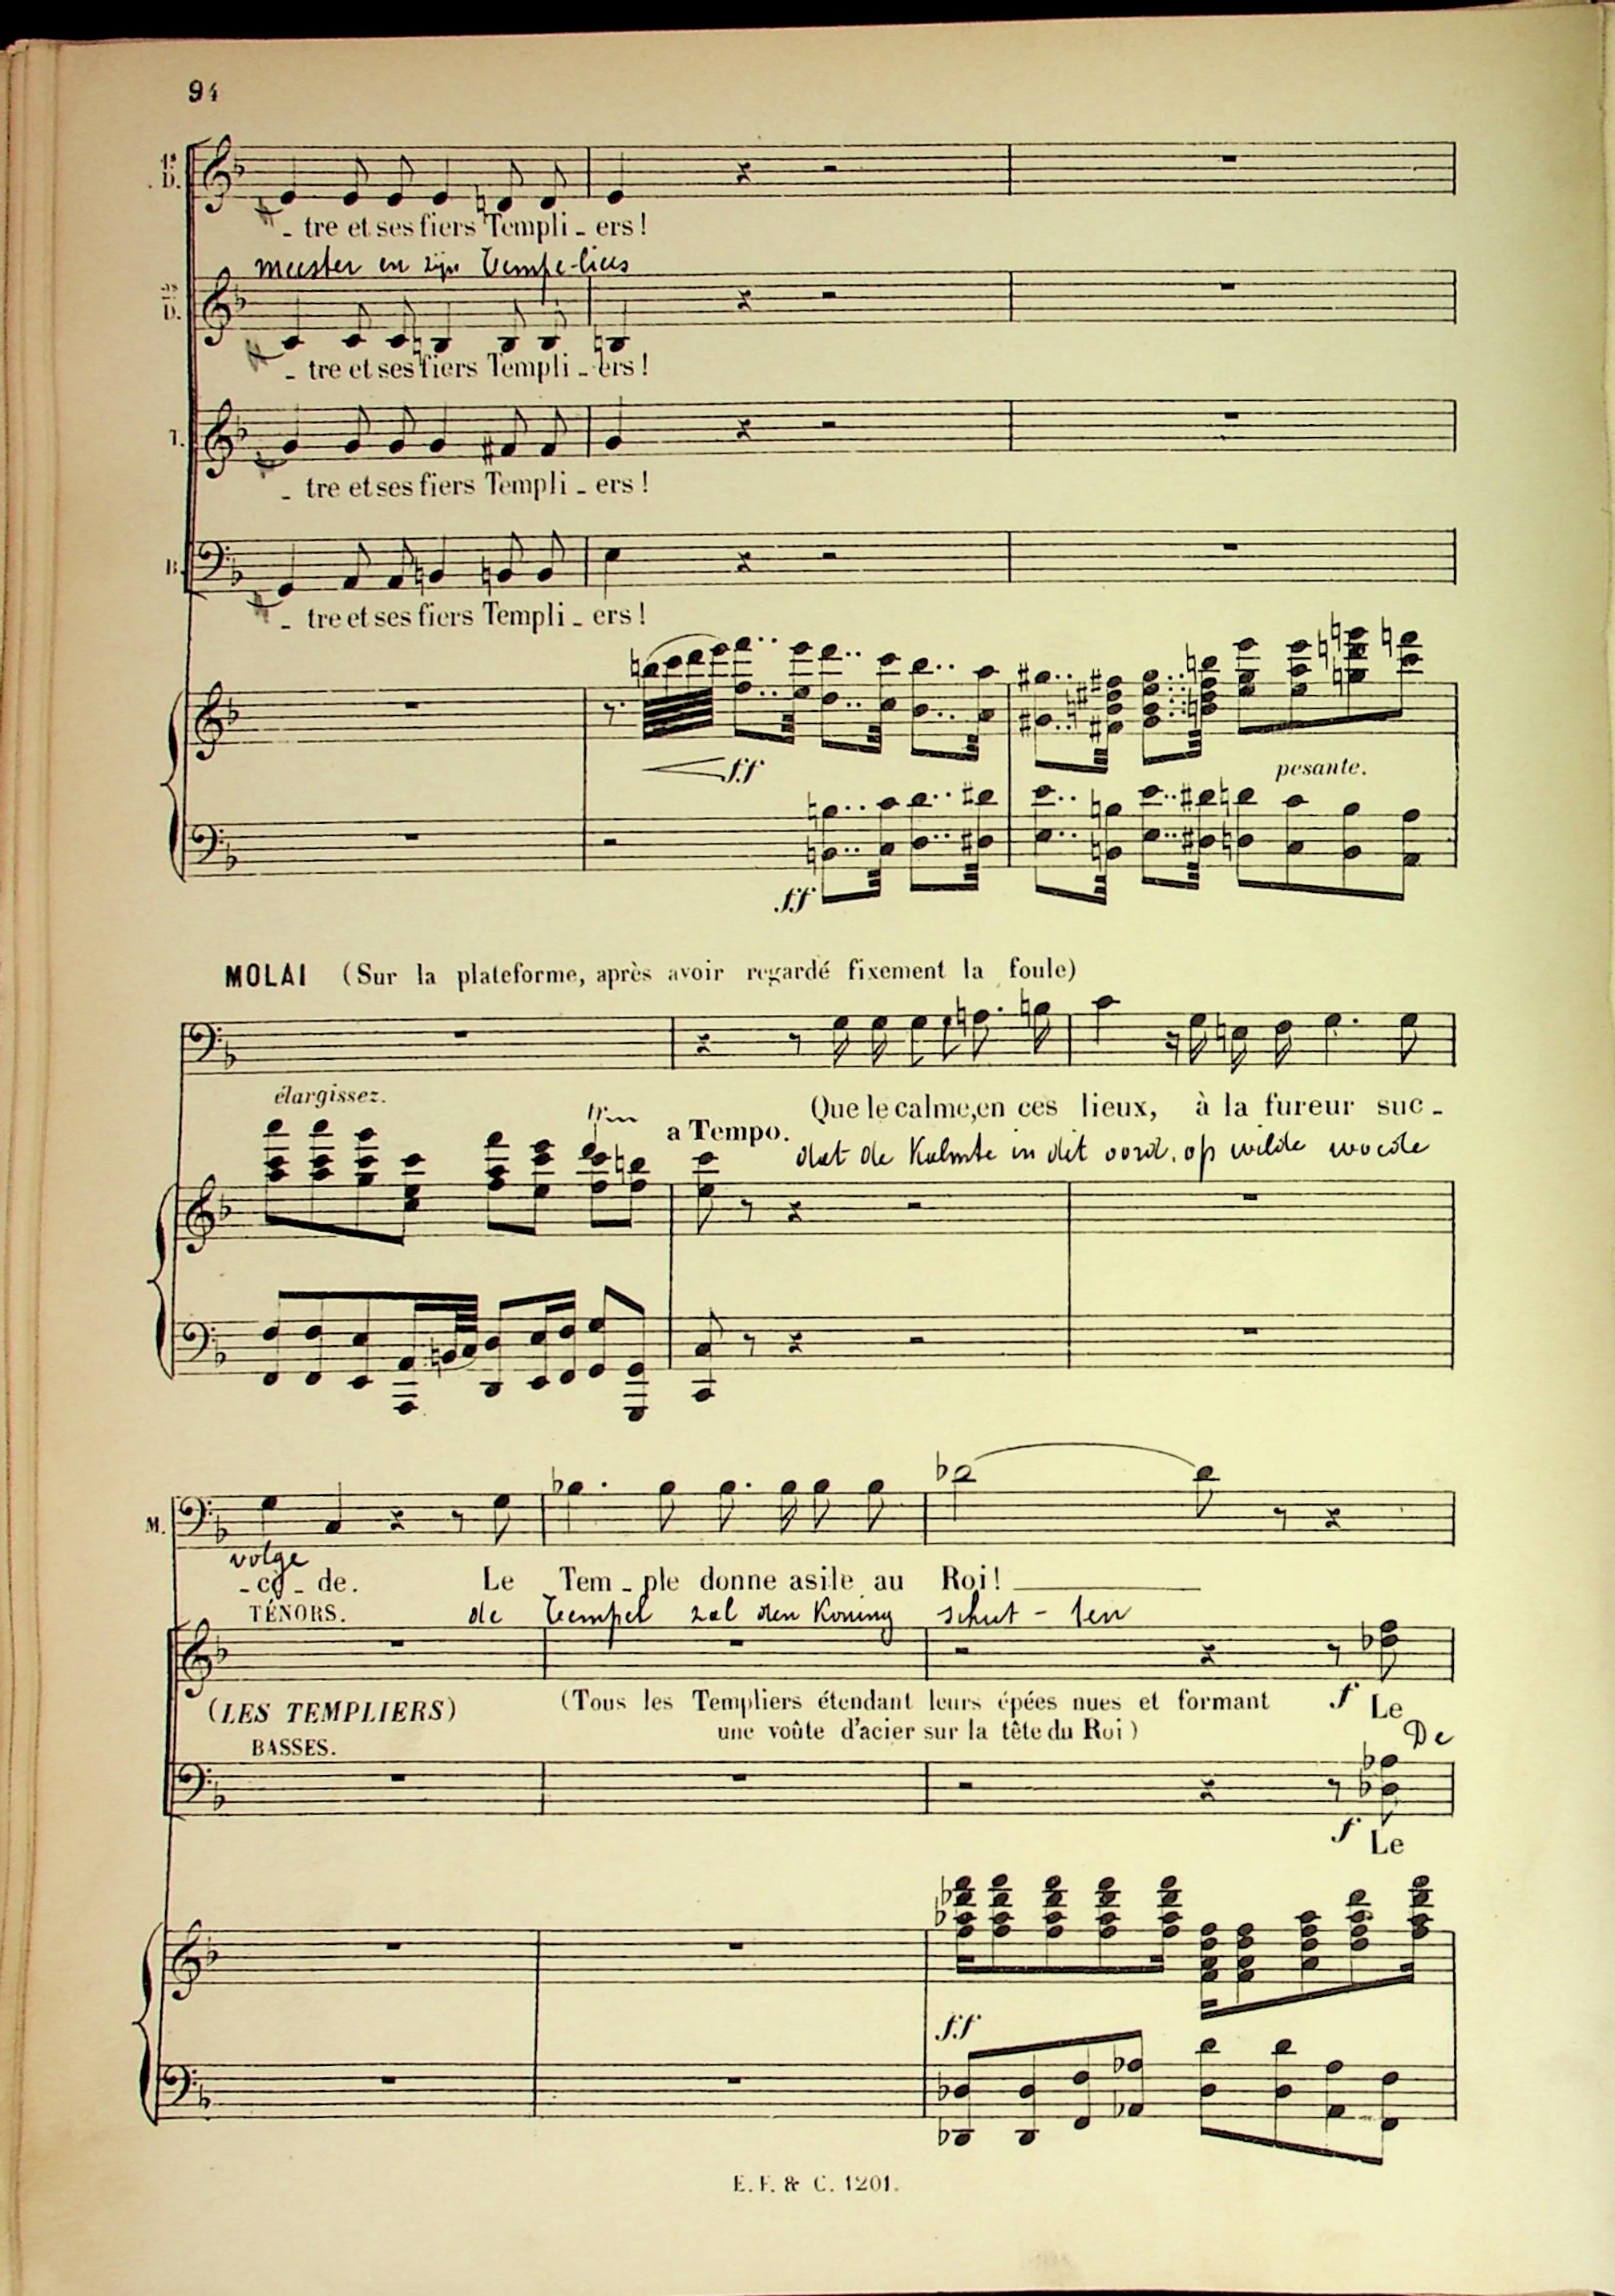 94
1rs D.
- tre et ses fiers Templi - ers !
meester en zijn Tempe-liers
D.
- tre et ses fiers Templi - ers !
T.
- tre et ses fiers Templi - ers !
B.
- tre et ses fiers Templi - ers !
ff
pesante.
ff
MOLAI (Sur la plateforme, après avoir regardé fixement la foule)
élargissez.
a Tempo.
Que le calme, en ces lieux, à la fureur suc -
dat de Kalmte in dit oord, op wilde woede
M.
volge
- cè - de. Le Tem - ple donne asile au Roi!
TÉNORS.
de Tempel zal den Koning schut - ten
(LES TEMPLIERS)
(Tous les Templiers étendant leurs épées nues et formant
une voûte d'acier sur la tête du Roi)
f Le
De
BASSES.
f Le
ff
E. F. & C. 1201.